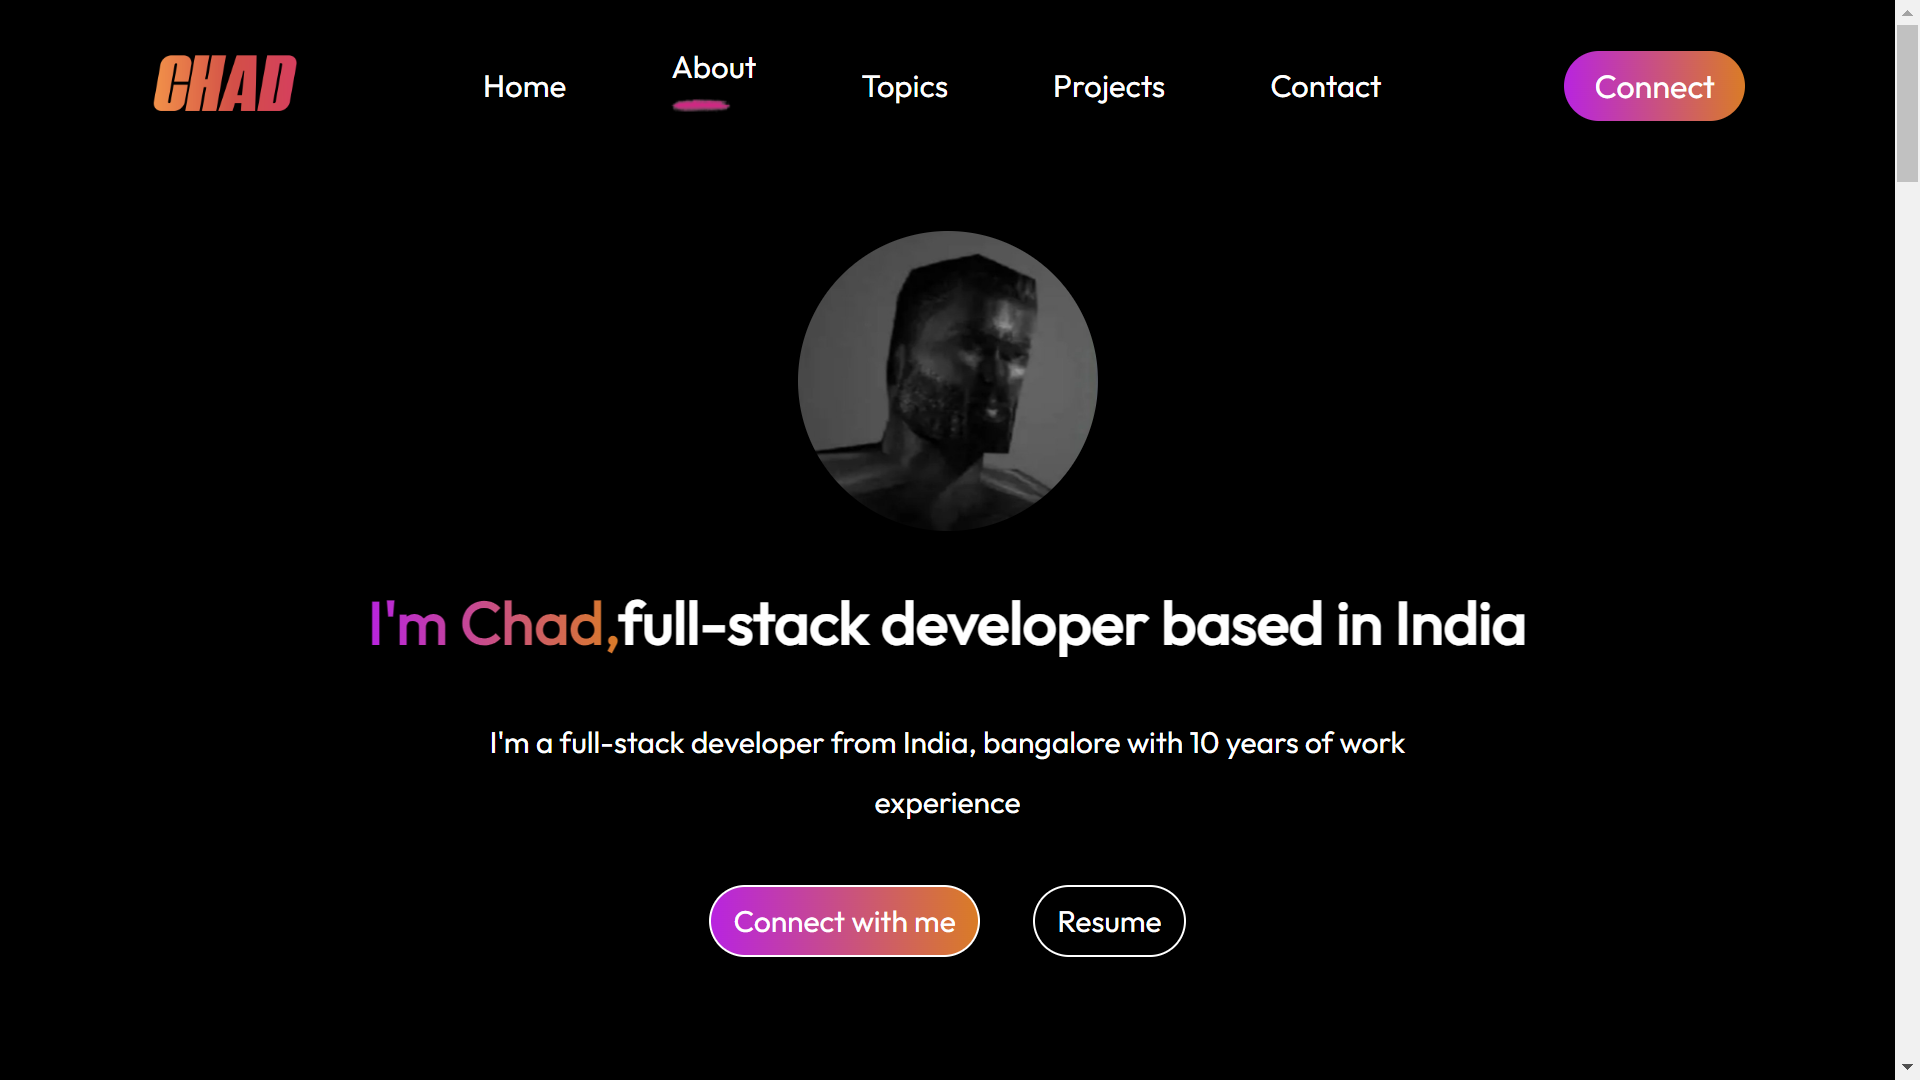 CHAD
Home
About
Topics
Projects
Contact
Connect
I'm Chad,full-stack developer based in India
I'm a full-stack developer from India, bangalore with 10 years of work
experience
Connect with me
Resume